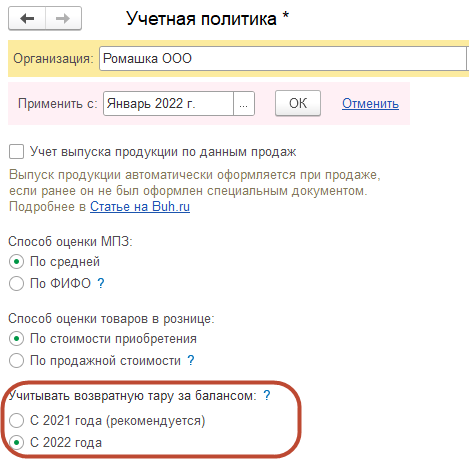 Учетная политика *
Организация: Ромашка ООО
Применить с: Январь 2022 г. ... ОК Отменить
Учет выпуска продукции по данным продаж
Выпуск продукции автоматически оформляется при продаже,
если ранее он не был оформлен специальным документом.
Подробнее в Статье на Buh.ru
Способ оценки МПЗ:
По средней
По ФИФО ?
Способ оценки товаров в рознице:
По стоимости приобретения
По продажной стоимости ?
Учитывать возвратную тару за балансом: ?
С 2021 года (рекомендуется)
С 2022 года